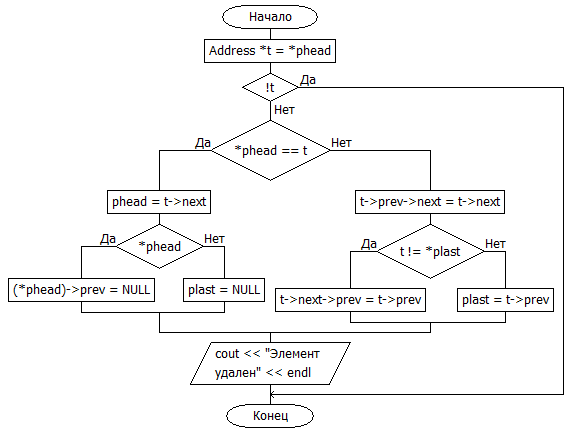 Начало
Address *t = *phead
!t
Да
Нет
*phead == t
Да
Нет
phead = t->next
t->prev->next = t->next
*phead
Да
Нет
t != *plast
Да
Нет
(*phead)->prev = NULL
plast = NULL
t->next->prev = t->prev
plast = t->prev
cout << "Элемент
удален" << endl
Конец